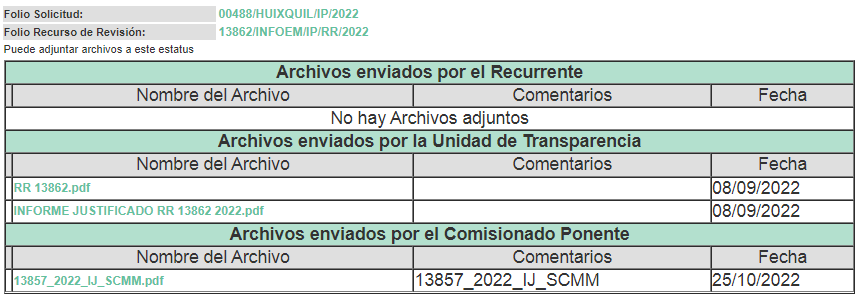 Folio Solicitud: 00488/HUIXQUIL/IP/2022
Folio Recurso de Revisión: 13862/INFOEM/IP/RR/2022
Puede adjuntar archivos a este estatus
Archivos enviados por el Recurrente
Nombre del Archivo Comentarios Fecha
No hay Archivos adjuntos
Archivos enviados por la Unidad de Transparencia
Nombre del Archivo Comentarios Fecha
RR 13862.pdf 08/09/2022
INFORME JUSTIFICADO RR 13862 2022.pdf 08/09/2022
Archivos enviados por el Comisionado Ponente
Nombre del Archivo Comentarios Fecha
13857_2022_IJ_SCMM.pdf 13857_2022_IJ_SCMM 25/10/2022